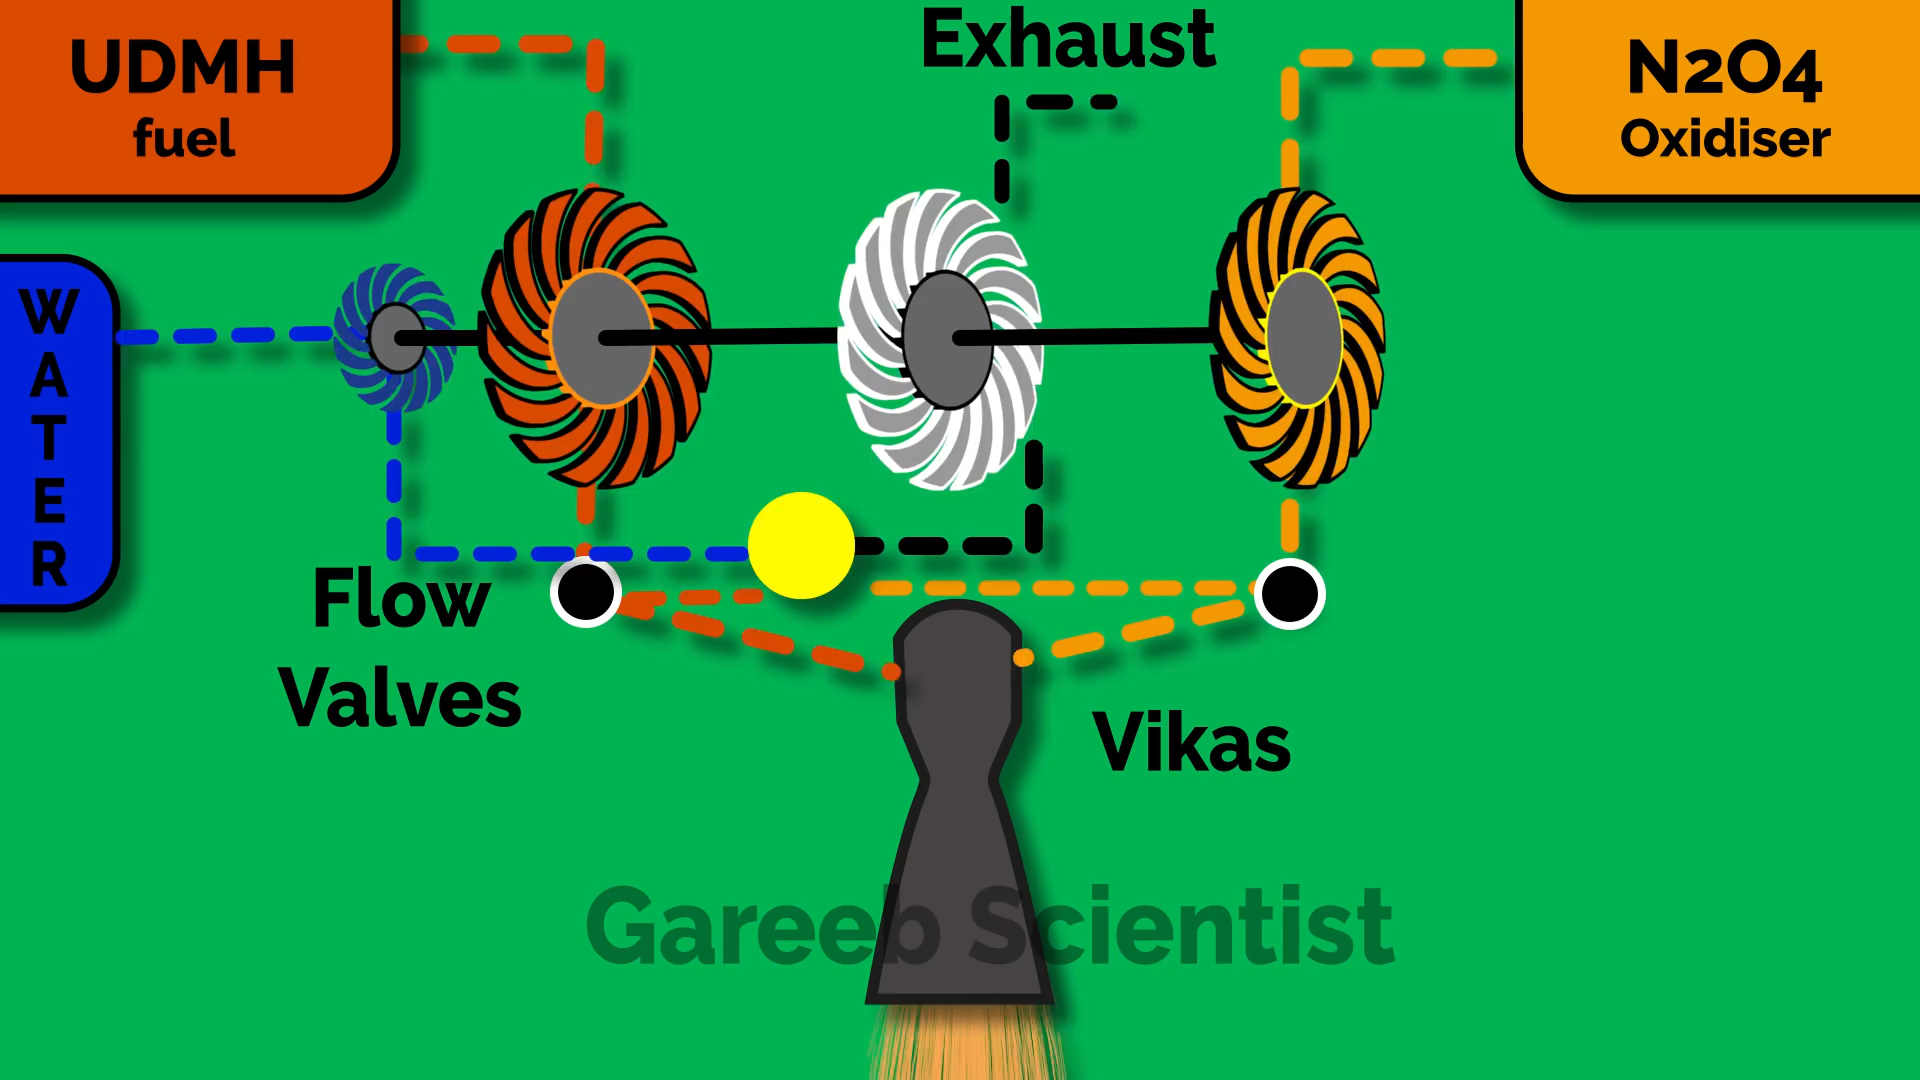 UDMH
fuel
Exhaust
N2O4
Oxidiser
W
A
T
E
R
Flow
Valves
Vikas
Gareeb Scientist